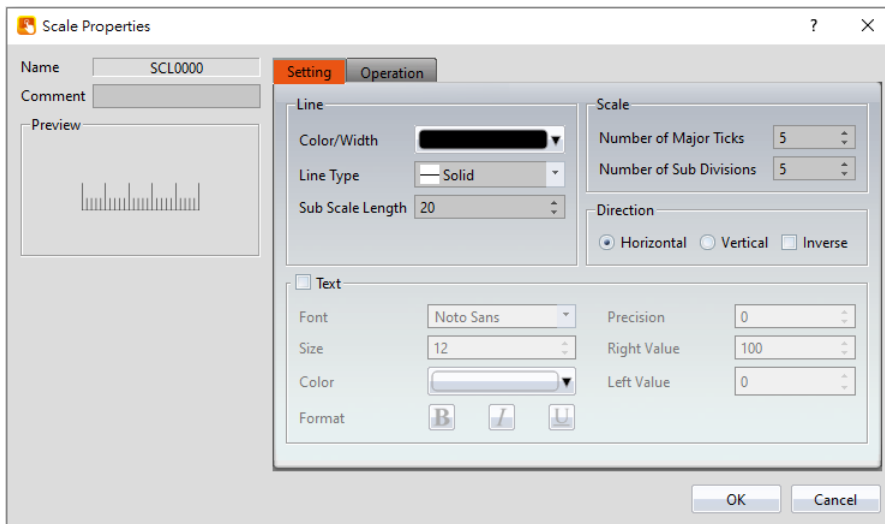 Scale Properties
?
Name SCL0000
Comment
Preview
Setting Operation
Line
Color/Width
Line Type Solid
Sub Scale Length 20
Scale
Number of Major Ticks 5
Number of Sub Divisions 5
Direction
Horizontal Vertical Inverse
Text
Font Noto Sans
Size 12
Color
Format B I U
Precision 0
Right Value 100
Left Value 0
OK Cancel